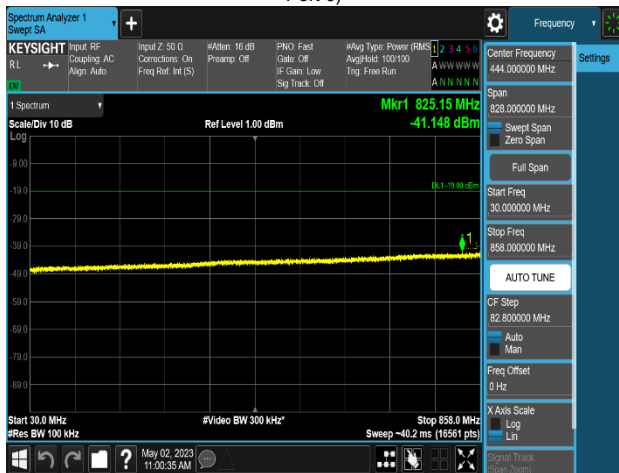 Spectrum Analyzer 1
Swept SA
+
Frequency
KEYSIGHT
RL
Input: RF
Coupling: AC
Align: Auto
Input Z: 50 Ω
Corrections: On
Freq Ref: Int (S)
#Atten: 16 dB
Preamp: Off
PNO: Fast
Gate: Off
IF Gain: Low
Sig Track: Off
#Avg Type: Power (RMS
Avg|Hold: 100/100
Trig: Free Run
1 2 3 4 5 6
A W W W W W
A N N N N N
1 Spectrum
Scale/Div 10 dB
Log
Ref Level 1.00 dBm
Mkr1 825.15 MHz
-41.148 dBm
-9.00
-19.0
DL1 -19.00 dBm
-29.0
-39.0
1
-49.0
-59.0
-69.0
-79.0
-89.0
Start 30.0 MHz
#Res BW 100 kHz
#Video BW 300 kHz*
Stop 858.0 MHz
Sweep ~40.2 ms (16561 pts)
May 02, 2023
11:00:35 AM
Center Frequency
444.000000 MHz
Settings
Span
828.000000 MHz
Swept Span
Zero Span
Full Span
Start Freq
30.000000 MHz
Stop Freq
858.000000 MHz
AUTO TUNE
CF Step
82.800000 MHz
Auto
Man
Freq Offset
0 Hz
X Axis Scale
Log
Lin
Signal Track
(Span Zoom)